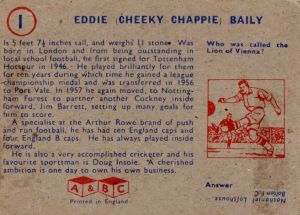 1
EDDIE (CHEEKY CHAPPIE) BAILY
Is 5 feet 7½ inches tall, and weighs 11 stone. Was
born in London and from being outstanding in
local school football, he first signed for Tottenham
Hotspur in 1946. He played brilliantly for them
for ten years during which time he gained a league
championship medal and was transferred in 1956
to Port Vale. In 1957 he again moved, to Notting-
ham Forest to partner another Cockney inside
forward, Jim Barrett, setting up many goals for
him to score.
A specialist at the Arthur Rowe brand of push
and run football, he has had ten England caps and
four England B caps. He has always played inside
forward.
He is also a very accomplished cricketer and his
favourite sportsman is Doug Insole. A cherished
ambition is one day to own his own business.
A & B C
Printed in England
Who was called the
Lion of Vienna?
Answer
Nathaniel Lofthouse,
Bolton F.C.